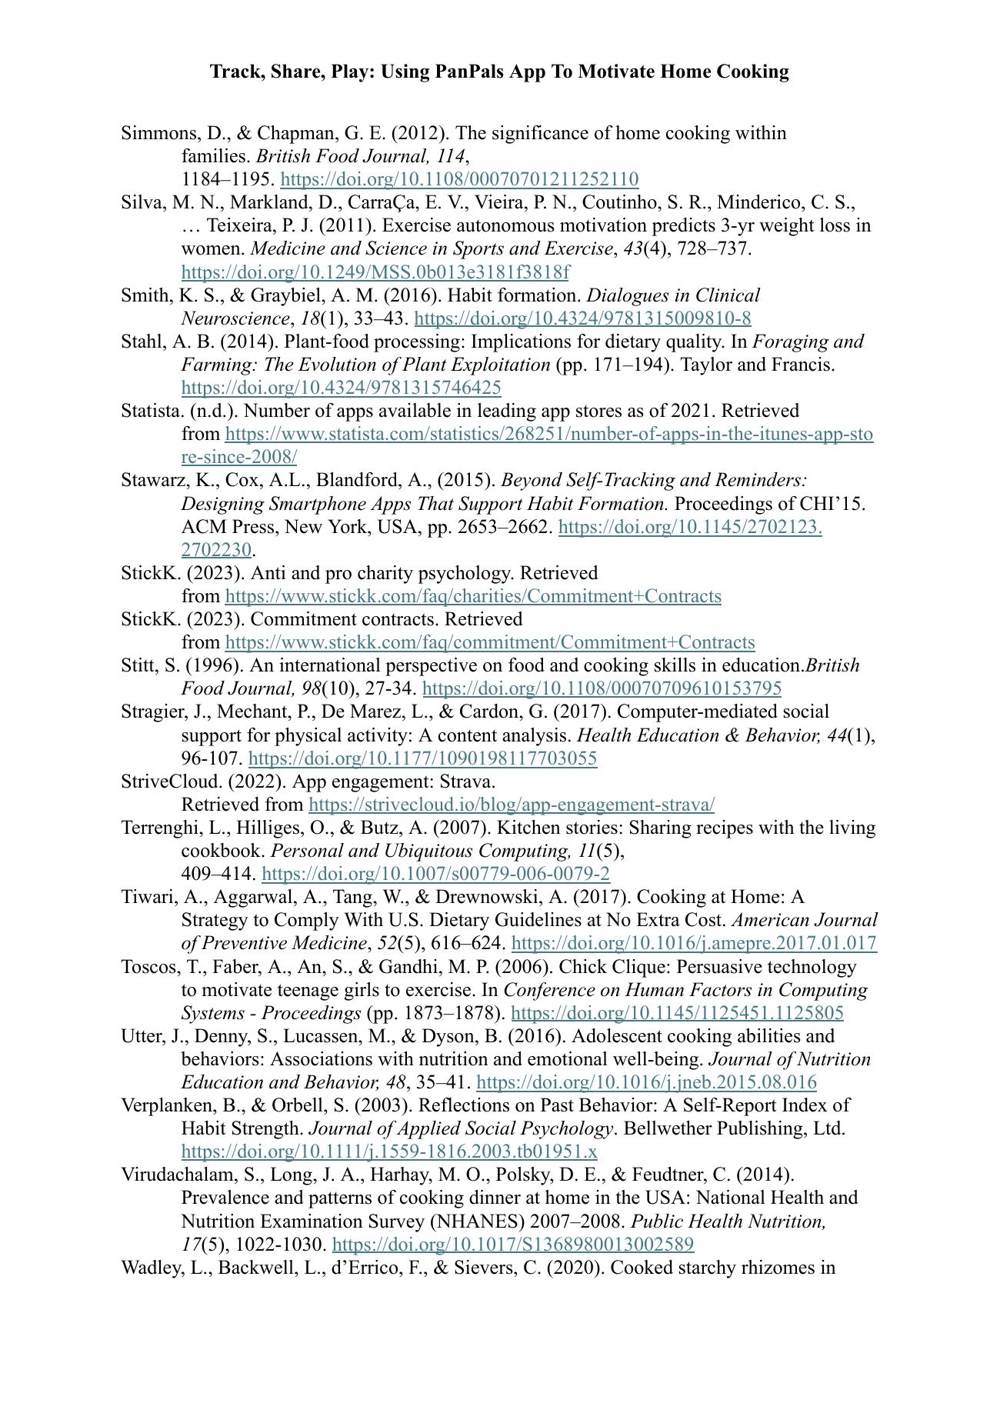 Track, Share, Play: Using PanPals App To Motivate Home Cooking
Simmons, D., & Chapman, G. E. (2012). The significance of home cooking within
families. British Food Journal, 114,
1184–1195. https://doi.org/10.1108/00070701211252110
Silva, M. N., Markland, D., CarraÇa, E. V., Vieira, P. N., Coutinho, S. R., Minderico, C. S.,
… Teixeira, P. J. (2011). Exercise autonomous motivation predicts 3-yr weight loss in
women. Medicine and Science in Sports and Exercise, 43(4), 728–737.
https://doi.org/10.1249/MSS.0b013e3181f3818f
Smith, K. S., & Graybiel, A. M. (2016). Habit formation. Dialogues in Clinical
Neuroscience, 18(1), 33–43. https://doi.org/10.4324/9781315009810-8
Stahl, A. B. (2014). Plant-food processing: Implications for dietary quality. In Foraging and
Farming: The Evolution of Plant Exploitation (pp. 171–194). Taylor and Francis.
https://doi.org/10.4324/9781315746425
Statista. (n.d.). Number of apps available in leading app stores as of 2021. Retrieved
from https://www.statista.com/statistics/268251/number-of-apps-in-the-itunes-app-sto
re-since-2008/
Stawarz, K., Cox, A.L., Blandford, A., (2015). Beyond Self-Tracking and Reminders:
Designing Smartphone Apps That Support Habit Formation. Proceedings of CHI’15.
ACM Press, New York, USA, pp. 2653–2662. https://doi.org/10.1145/2702123.
2702230.
StickK. (2023). Anti and pro charity psychology. Retrieved
from https://www.stickk.com/faq/charities/Commitment+Contracts
StickK. (2023). Commitment contracts. Retrieved
from https://www.stickk.com/faq/commitment/Commitment+Contracts
Stitt, S. (1996). An international perspective on food and cooking skills in education.British
Food Journal, 98(10), 27-34. https://doi.org/10.1108/00070709610153795
Stragier, J., Mechant, P., De Marez, L., & Cardon, G. (2017). Computer-mediated social
support for physical activity: A content analysis. Health Education & Behavior, 44(1),
96-107. https://doi.org/10.1177/1090198117703055
StriveCloud. (2022). App engagement: Strava.
Retrieved from https://strivecloud.io/blog/app-engagement-strava/
Terrenghi, L., Hilliges, O., & Butz, A. (2007). Kitchen stories: Sharing recipes with the living
cookbook. Personal and Ubiquitous Computing, 11(5),
409–414. https://doi.org/10.1007/s00779-006-0079-2
Tiwari, A., Aggarwal, A., Tang, W., & Drewnowski, A. (2017). Cooking at Home: A
Strategy to Comply With U.S. Dietary Guidelines at No Extra Cost. American Journal
of Preventive Medicine, 52(5), 616–624. https://doi.org/10.1016/j.amepre.2017.01.017
Toscos, T., Faber, A., An, S., & Gandhi, M. P. (2006). Chick Clique: Persuasive technology
to motivate teenage girls to exercise. In Conference on Human Factors in Computing
Systems - Proceedings (pp. 1873–1878). https://doi.org/10.1145/1125451.1125805
Utter, J., Denny, S., Lucassen, M., & Dyson, B. (2016). Adolescent cooking abilities and
behaviors: Associations with nutrition and emotional well-being. Journal of Nutrition
Education and Behavior, 48, 35–41. https://doi.org/10.1016/j.jneb.2015.08.016
Verplanken, B., & Orbell, S. (2003). Reflections on Past Behavior: A Self-Report Index of
Habit Strength. Journal of Applied Social Psychology. Bellwether Publishing, Ltd.
https://doi.org/10.1111/j.1559-1816.2003.tb01951.x
Virudachalam, S., Long, J. A., Harhay, M. O., Polsky, D. E., & Feudtner, C. (2014).
Prevalence and patterns of cooking dinner at home in the USA: National Health and
Nutrition Examination Survey (NHANES) 2007–2008. Public Health Nutrition,
17(5), 1022-1030. https://doi.org/10.1017/S1368980013002589
Wadley, L., Backwell, L., d’Errico, F., & Sievers, C. (2020). Cooked starchy rhizomes in